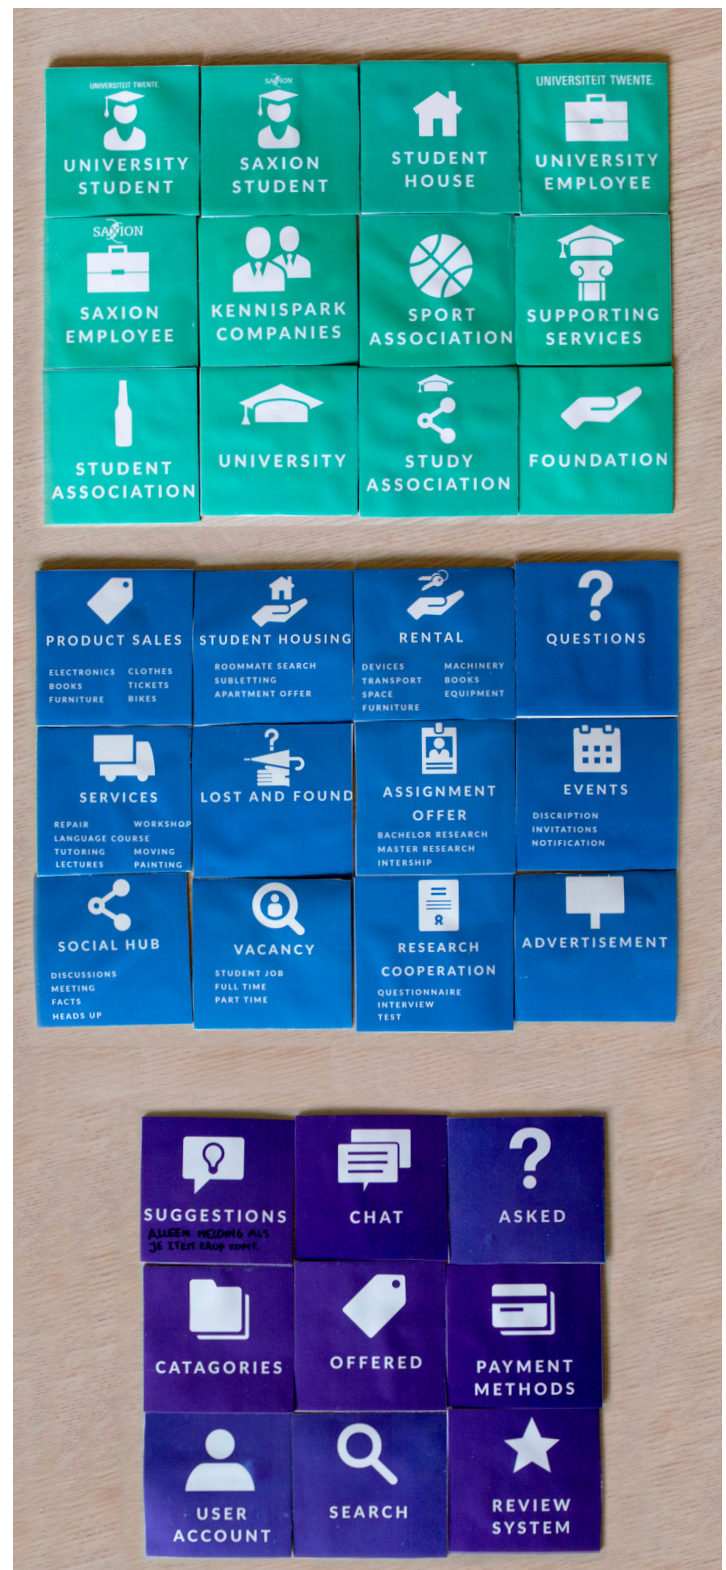 UNIVERSITEIT TWENTE.
UNIVERSITY
STUDENT
SAXION
SAXION
STUDENT
STUDENT
HOUSE
UNIVERSITEIT TWENTE.
UNIVERSITY
EMPLOYEE
SAXION
SAXION
EMPLOYEE
KENNISPARK
COMPANIES
SPORT
ASSOCIATION
SUPPORTING
SERVICES
STUDENT
ASSOCIATION
UNIVERSITY
STUDY
ASSOCIATION
FOUNDATION
PRODUCT SALES
ELECTRONICS CLOTHES
BOOKS TICKETS
FURNITURE BIKES
STUDENT HOUSING
ROOMMATE SEARCH
SUBLETTING
APARTMENT OFFER
RENTAL
DEVICES MACHINERY
TRANSPORT BOOKS
SPACE EQUIPMENT
FURNITURE
?
QUESTIONS
SERVICES
REPAIR WORKSHOP
LANGUAGE COURSE
TUTORING MOVING
LECTURES PAINTING
?
LOST AND FOUND
ASSIGNMENT
OFFER
BACHELOR RESEARCH
MASTER RESEARCH
INTERSHIP
EVENTS
DISCRIPTION
INVITATIONS
NOTIFICATION
SOCIAL HUB
DISCUSSIONS
MEETING
FACTS
HEADS UP
VACANCY
STUDENT JOB
FULL TIME
PART TIME
RESEARCH
COOPERATION
QUESTIONNAIRE
INTERVIEW
TEST
ADVERTISEMENT
SUGGESTIONS
ALLEEN MELDING ALS
JE ITEM ERUP KOMT.
CHAT
?
ASKED
CATAGORIES
OFFERED
PAYMENT
METHODS
USER
ACCOUNT
SEARCH
REVIEW
SYSTEM